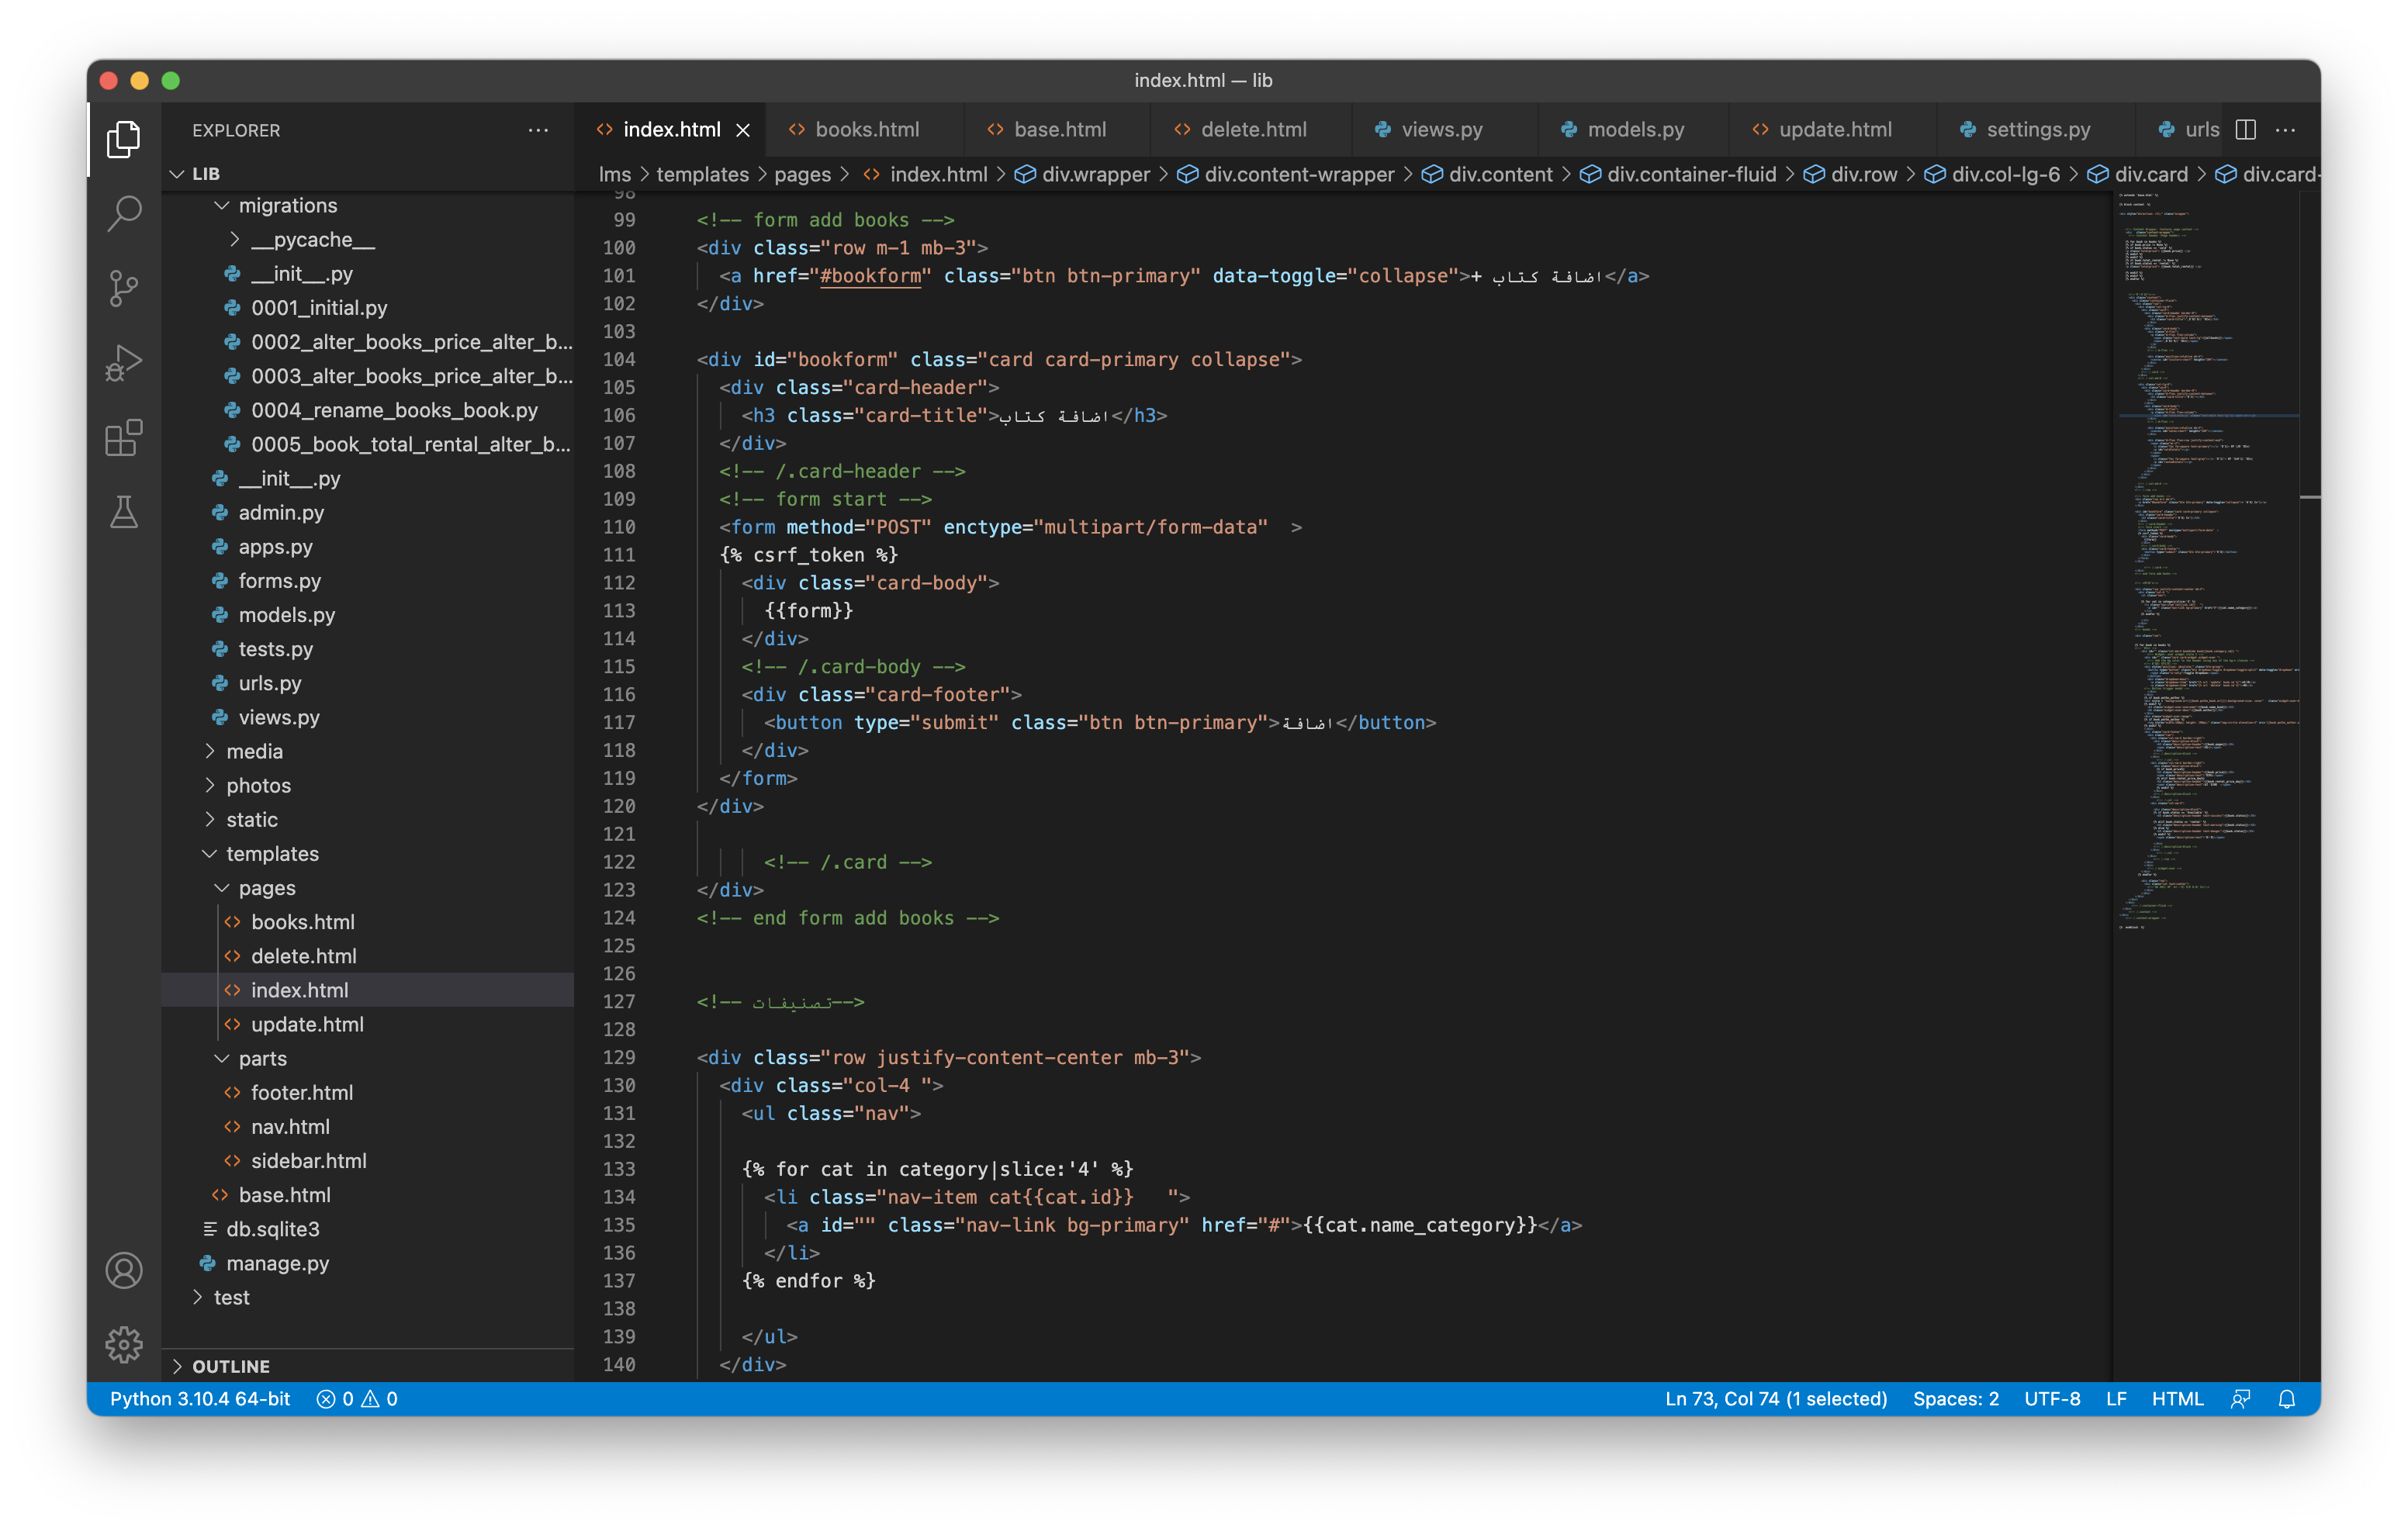 index.html — lib
EXPLORER
index.html
books.html
base.html
delete.html
views.py
models.py
update.html
settings.py
urls
LIB
lms > templates > pages > index.html > div.wrapper > div.content-wrapper > div.content > div.container-fluid > div.row > div.col-lg-6 > div.card > div.card-
migrations
__pycache__
__init__.py
0001_initial.py
0002_alter_books_price_alter_b...
0003_alter_books_price_alter_b...
0004_rename_books_book.py
0005_book_total_rental_alter_b...
__init__.py
admin.py
apps.py
forms.py
models.py
tests.py
urls.py
views.py
media
photos
static
templates
pages
books.html
delete.html
index.html
update.html
parts
footer.html
nav.html
sidebar.html
base.html
db.sqlite3
manage.py
test
OUTLINE
98
99 <!-- form add books -->
100 <div class="row m-1 mb-3">
101 <a href="#bookform" class="btn btn-primary" data-toggle="collapse">+ اضافة كتاب</a>
102 </div>
103
104 <div id="bookform" class="card card-primary collapse">
105 <div class="card-header">
106 <h3 class="card-title">اضافة كتاب</h3>
107 </div>
108 <!-- /.card-header -->
109 <!-- form start -->
110 <form method="POST" enctype="multipart/form-data"  >
111 {% csrf_token %}
112 <div class="card-body">
113 {{form}}
114 </div>
115 <!-- /.card-body -->
116 <div class="card-footer">
117 <button type="submit" class="btn btn-primary">اضافة</button>
118 </div>
119 </form>
120 </div>
121
122 <!-- /.card -->
123 </div>
124 <!-- end form add books -->
125
126
127 <!-- تصنيفات-->
128
129 <div class="row justify-content-center mb-3">
130 <div class="col-4 ">
131 <ul class="nav">
132
133 {% for cat in category|slice:'4' %}
134 <li class="nav-item cat{{cat.id}}   ">
135 <a id="" class="nav-link bg-primary" href="#">{{cat.name_category}}</a>
136 </li>
137 {% endfor %}
138
139 </ul>
140 </div>
Python 3.10.4 64-bit 0 0
Ln 73, Col 74 (1 selected) Spaces: 2 UTF-8 LF HTML